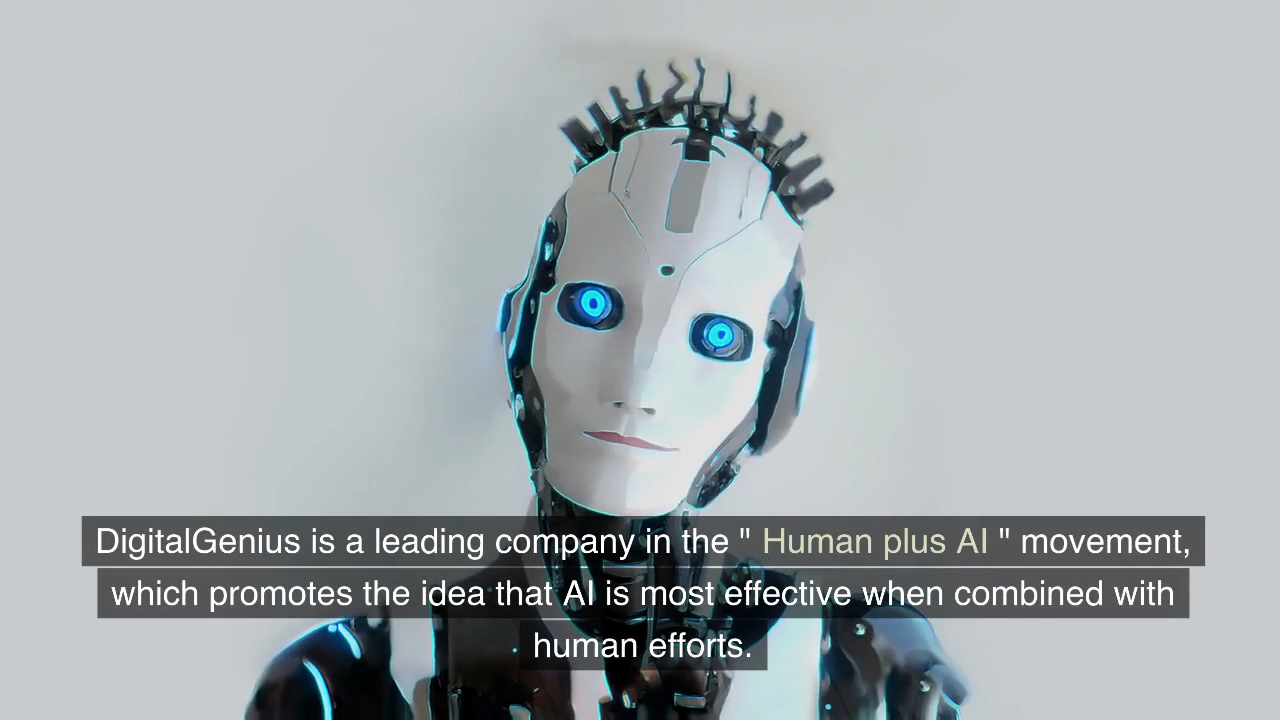 DigitalGenius is a leading company in the " Human plus AI " movement,
which promotes the idea that AI is most effective when combined with
human efforts.